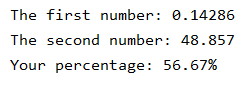 The first number: 0.14286
The second number: 48.857
Your percentage: 56.67%